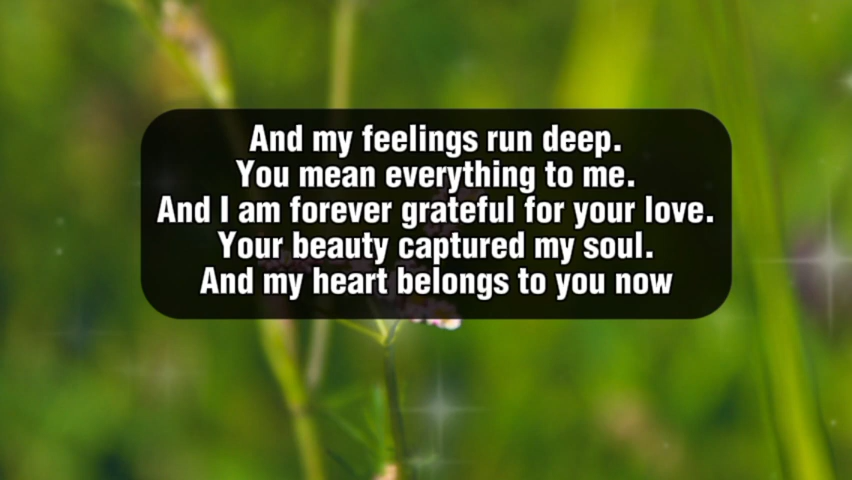 And my feelings run deep.
You mean everything to me.
And I am forever grateful for your love.
Your beauty captured my soul.
And my heart belongs to you now